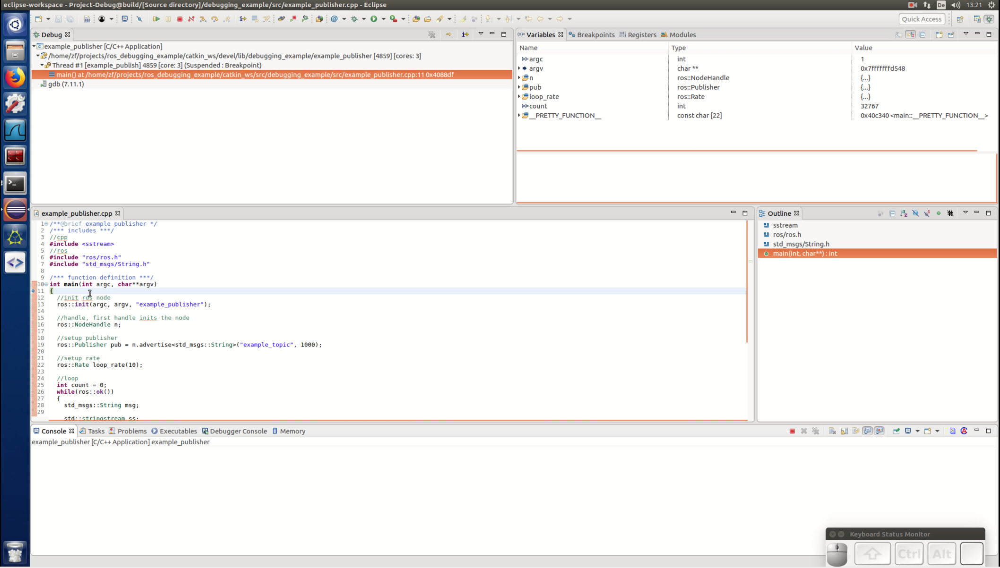 eclipse-workspace - Project-Debug@build/[Source directory]/debugging_example/src/example_publisher.cpp - Eclipse
De
13:21
Quick Access
Debug
example_publisher [C/C++ Application]
/home/zf/projects/ros_debugging_example/catkin_ws/devel/lib/debugging_example/example_publisher [4859] [cores: 3]
Thread #1 [example_publish] 4859 [core: 3] (Suspended : Breakpoint)
main() at /home/zf/projects/ros_debugging_example/catkin_ws/src/debugging_example/src/example_publisher.cpp:11 0x4088df
gdb (7.11.1)
(x)= Variables Breakpoints Registers Modules
Name Type Value
(x)= argc int 1
argv char ** 0x7fffffffd548
n ros::NodeHandle {...}
pub ros::Publisher {...}
loop_rate ros::Rate {...}
(x)= count int 32767
__PRETTY_FUNCTION__ const char [22] 0x40c340 <main::__PRETTY_FUNCTION__>
example_publisher.cpp
1 /**@brief example publisher */
2 /*** includes ***/
3 //cpp
4 #include <sstream>
5 //ros
6 #include "ros/ros.h"
7 #include "std_msgs/String.h"
8
9 /*** function definition ***/
10 int main(int argc, char**argv)
11 {
12 //init ros node
13 ros::init(argc, argv, "example_publisher");
14
15 //handle, first handle inits the node
16 ros::NodeHandle n;
17
18 //setup publisher
19 ros::Publisher pub = n.advertise<std_msgs::String>("example_topic", 1000);
20
21 //setup rate
22 ros::Rate loop_rate(10);
23
24 //loop
25 int count = 0;
26 while(ros::ok())
27 {
28 std_msgs::String msg;
29
std::stringstream ss;
Outline
sstream
ros/ros.h
std_msgs/String.h
main(int, char**) : int
Console Tasks Problems Executables Debugger Console Memory
example_publisher [C/C++ Application] example_publisher
Keyboard Status Monitor
Ctrl Alt